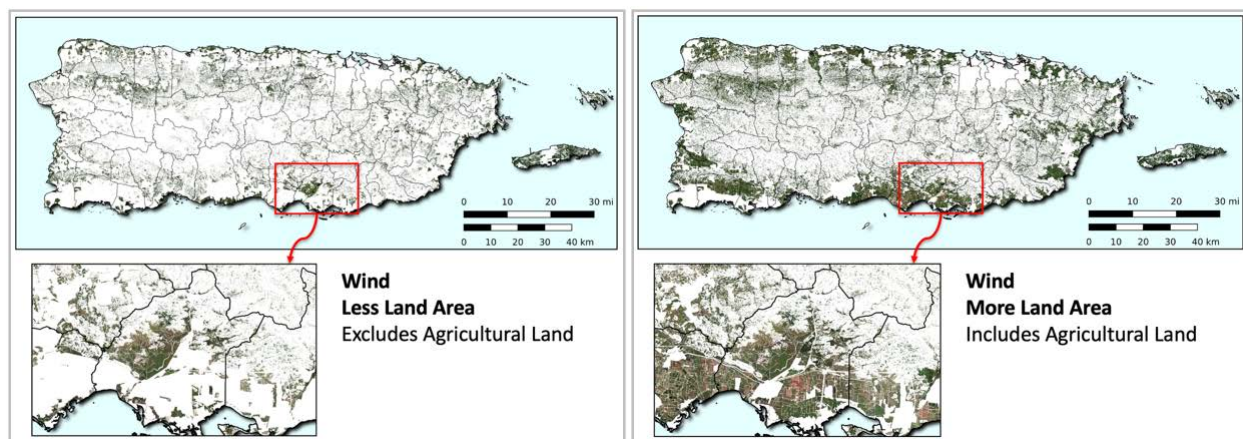 0 10 20 30 mi
0 10 20 30 40 km
Wind
Less Land Area
Excludes Agricultural Land
0 10 20 30 mi
0 10 20 30 40 km
Wind
More Land Area
Includes Agricultural Land